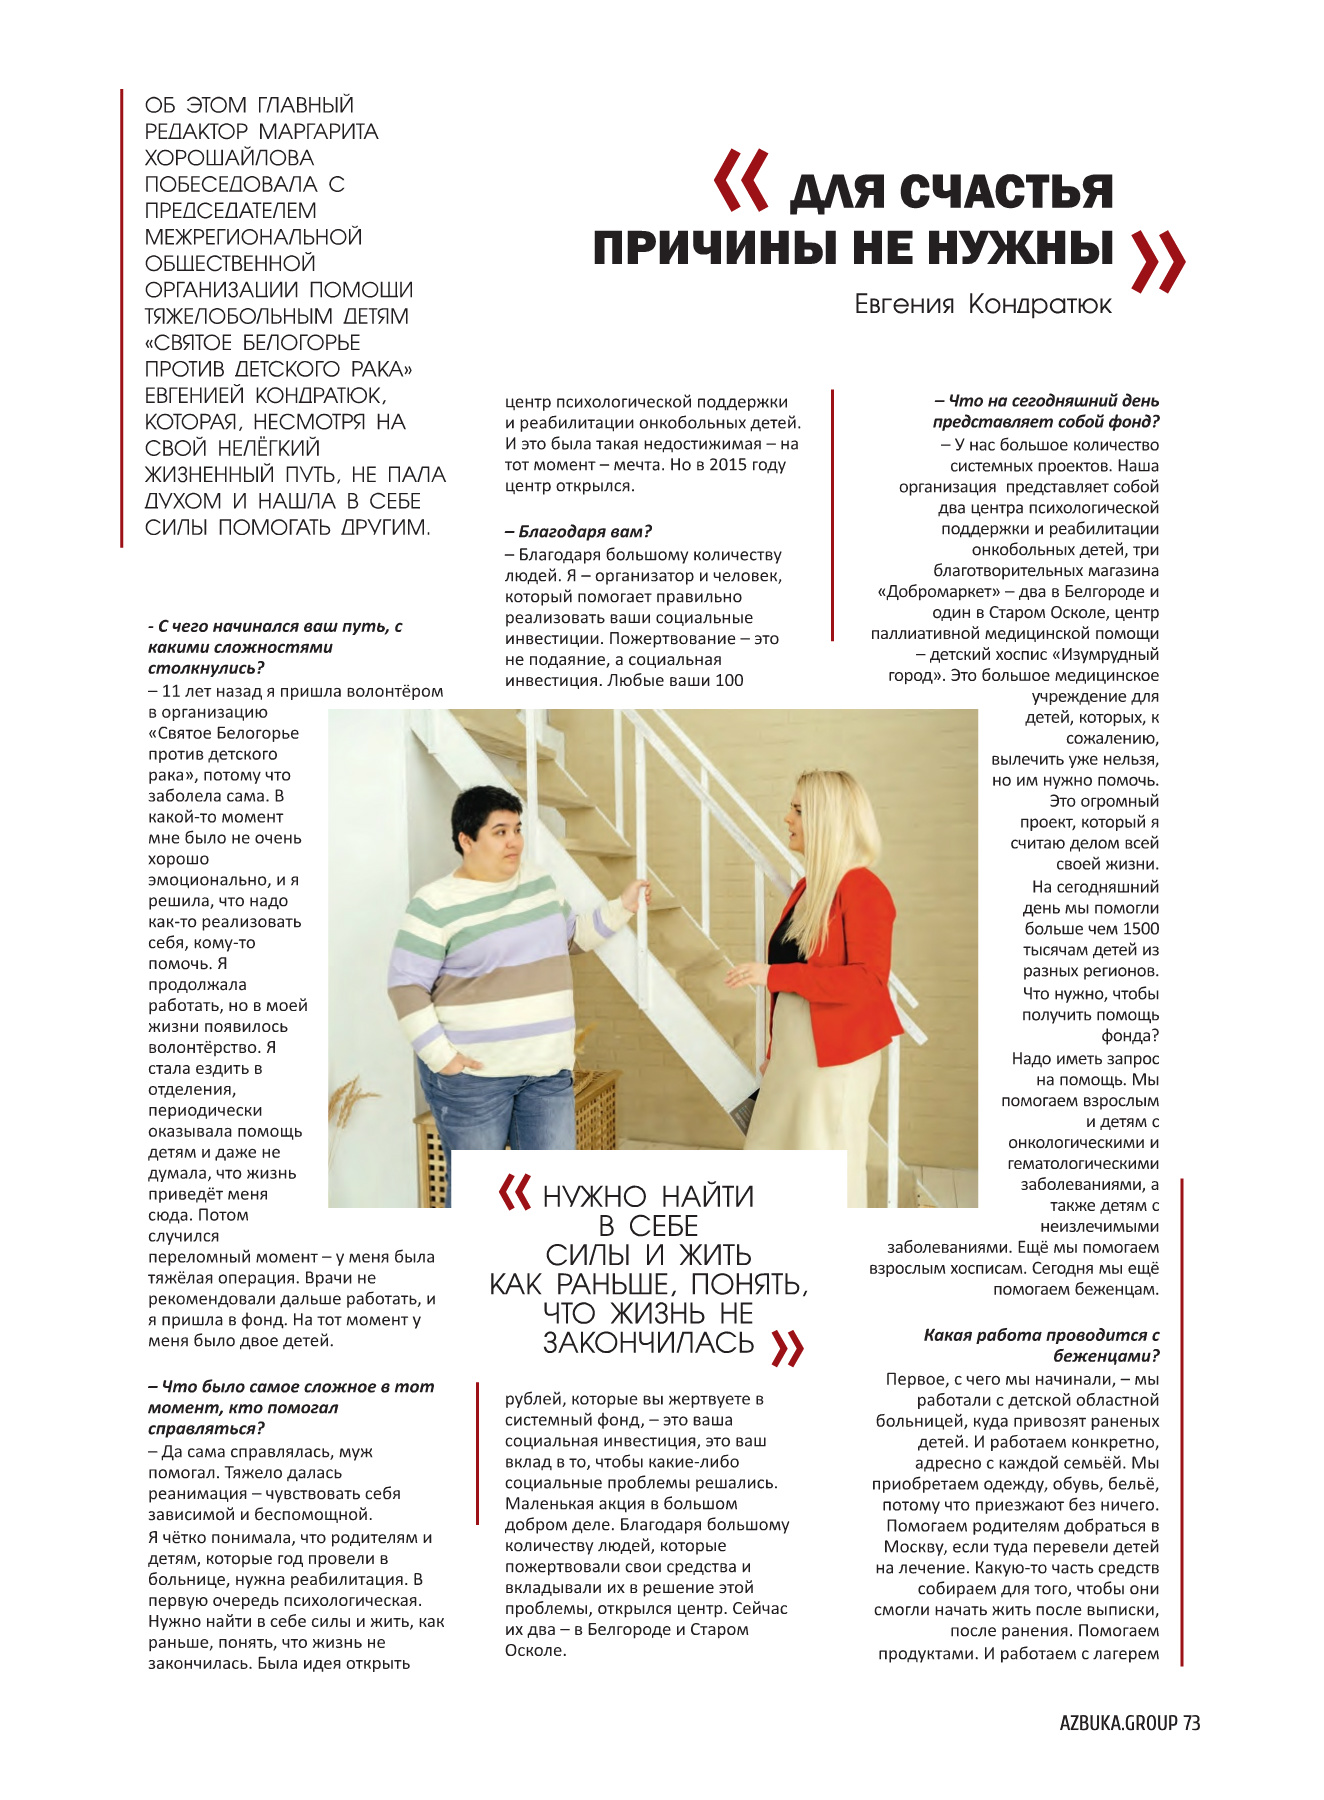 ОБ ЭТОМ ГЛАВНЫЙ
РЕДАКТОР МАРГАРИТА
ХОРОШАЙЛОВА
ПОБЕСЕДОВАЛА С
ПРЕДСЕДАТЕЛЕМ
МЕЖРЕГИОНАЛЬНОЙ
ОБЩЕСТВЕННОЙ
ОРГАНИЗАЦИИ ПОМОЩИ
ТЯЖЕЛОБОЛЬНЫМ ДЕТЯМ
«СВЯТОЕ БЕЛОГОРЬЕ
ПРОТИВ ДЕТСКОГО РАКА»
ЕВГЕНИЕЙ КОНДРАТЮК,
КОТОРАЯ, НЕСМОТРЯ НА
СВОЙ НЕЛЁГКИЙ
ЖИЗНЕННЫЙ ПУТЬ, НЕ ПАЛА
ДУХОМ И НАШЛА В СЕБЕ
СИЛЫ ПОМОГАТЬ ДРУГИМ.
« ДЛЯ СЧАСТЬЯ
ПРИЧИНЫ НЕ НУЖНЫ »
Евгения Кондратюк
- С чего начинался ваш путь, с
какими сложностями
столкнулись?
– 11 лет назад я пришла волонтёром
в организацию
«Святое Белогорье
против детского
рака», потому что
заболела сама. В
какой-то момент
мне было не очень
хорошо
эмоционально, и я
решила, что надо
как-то реализовать
себя, кому-то
помочь. Я
продолжала
работать, но в моей
жизни появилось
волонтёрство. Я
стала ездить в
отделения,
периодически
оказывала помощь
детям и даже не
думала, что жизнь
приведёт меня
сюда. Потом
случился
переломный момент – у меня была
тяжёлая операция. Врачи не
рекомендовали дальше работать, и
я пришла в фонд. На тот момент у
меня было двое детей.
– Что было самое сложное в тот
момент, кто помогал
справляться?
– Да сама справлялась, муж
помогал. Тяжело далась
реанимация – чувствовать себя
зависимой и беспомощной.
Я чётко понимала, что родителям и
детям, которые год провели в
больнице, нужна реабилитация. В
первую очередь психологическая.
Нужно найти в себе силы и жить, как
раньше, понять, что жизнь не
закончилась. Была идея открыть
центр психологической поддержки
и реабилитации онкобольных детей.
И это была такая недостижимая – на
тот момент – мечта. Но в 2015 году
центр открылся.
– Благодаря вам?
– Благодаря большому количеству
людей. Я – организатор и человек,
который помогает правильно
реализовать ваши социальные
инвестиции. Пожертвование – это
не подаяние, а социальная
инвестиция. Любые ваши 100
« НУЖНО НАЙТИ
В СЕБЕ
СИЛЫ И ЖИТЬ
КАК РАНЬШЕ, ПОНЯТЬ,
ЧТО ЖИЗНЬ НЕ
ЗАКОНЧИЛАСЬ »
рублей, которые вы жертвуете в
системный фонд, – это ваша
социальная инвестиция, это ваш
вклад в то, чтобы какие-либо
социальные проблемы решались.
Маленькая акция в большом
добром деле. Благодаря большому
количеству людей, которые
пожертвовали свои средства и
вкладывали их в решение этой
проблемы, открылся центр. Сейчас
их два – в Белгороде и Старом
Осколе.
– Что на сегодняшний день
представляет собой фонд?
– У нас большое количество
системных проектов. Наша
организация представляет собой
два центра психологической
поддержки и реабилитации
онкобольных детей, три
благотворительных магазина
«Добромаркет» – два в Белгороде и
один в Старом Осколе, центр
паллиативной медицинской помощи
– детский хоспис «Изумрудный
город». Это большое медицинское
учреждение для
детей, которых, к
сожалению,
вылечить уже нельзя,
но им нужно помочь.
Это огромный
проект, который я
считаю делом всей
своей жизни.
На сегодняшний
день мы помогли
больше чем 1500
тысячам детей из
разных регионов.
Что нужно, чтобы
получить помощь
фонда?
Надо иметь запрос
на помощь. Мы
помогаем взрослым
и детям с
онкологическими и
гематологическими
заболеваниями, а
также детям с
неизлечимыми
заболеваниями. Ещё мы помогаем
взрослым хосписам. Сегодня мы ещё
помогаем беженцам.
Какая работа проводится с
беженцами?
Первое, с чего мы начинали, – мы
работали с детской областной
больницей, куда привозят раненых
детей. И работаем конкретно,
адресно с каждой семьёй. Мы
приобретаем одежду, обувь, бельё,
потому что приезжают без ничего.
Помогаем родителям добраться в
Москву, если туда перевели детей
на лечение. Какую-то часть средств
собираем для того, чтобы они
смогли начать жить после выписки,
после ранения. Помогаем
продуктами. И работаем с лагерем
AZBUKA.GROUP 73